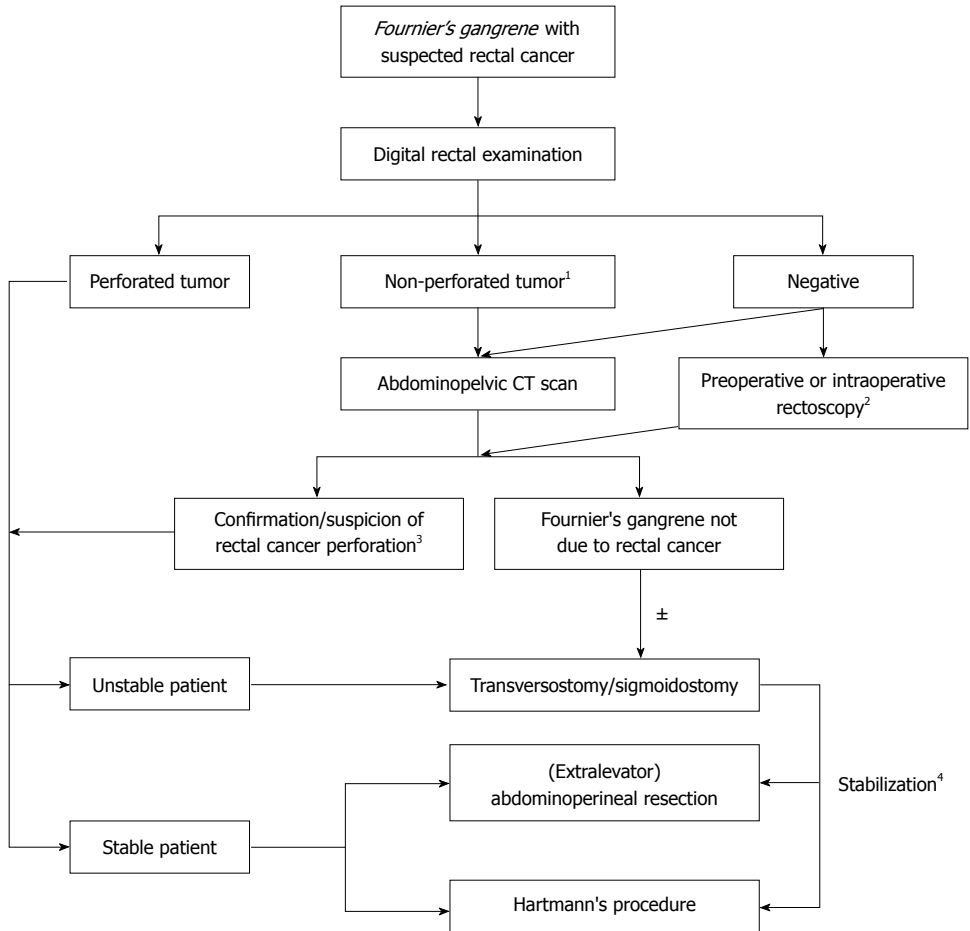 Fournier's gangrene with
suspected rectal cancer
Digital rectal examination
Perforated tumor
Non-perforated tumor¹
Negative
Abdominopelvic CT scan
Preoperative or intraoperative
rectoscopy²
Confirmation/suspicion of
rectal cancer perforation³
Fournier's gangrene not
due to rectal cancer
±
Unstable patient
Transversostomy/sigmoidostomy
(Extralevator)
abdominoperineal resection
Stabilization⁴
Stable patient
Hartmann's procedure